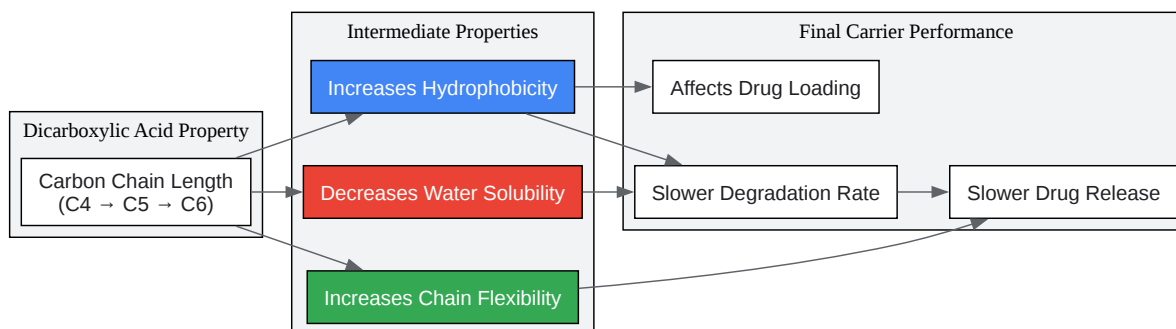 Dicarboxylic Acid Property
Carbon Chain Length
(C4 → C5 → C6)
Intermediate Properties
Increases Hydrophobicity
Decreases Water Solubility
Increases Chain Flexibility
Final Carrier Performance
Affects Drug Loading
Slower Degradation Rate
Slower Drug Release